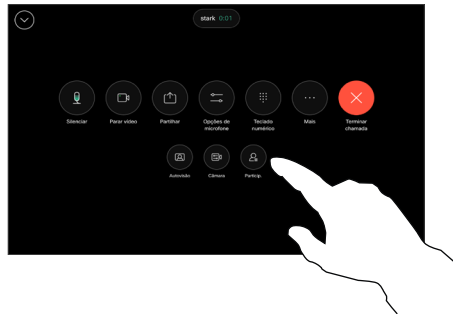 stark 0:01
Silenciar
Parar vídeo
Partilhar
Opções de
microfone
Teclado
numérico
Mais
Terminar
chamada
Autovisão
Câmara
Particip.